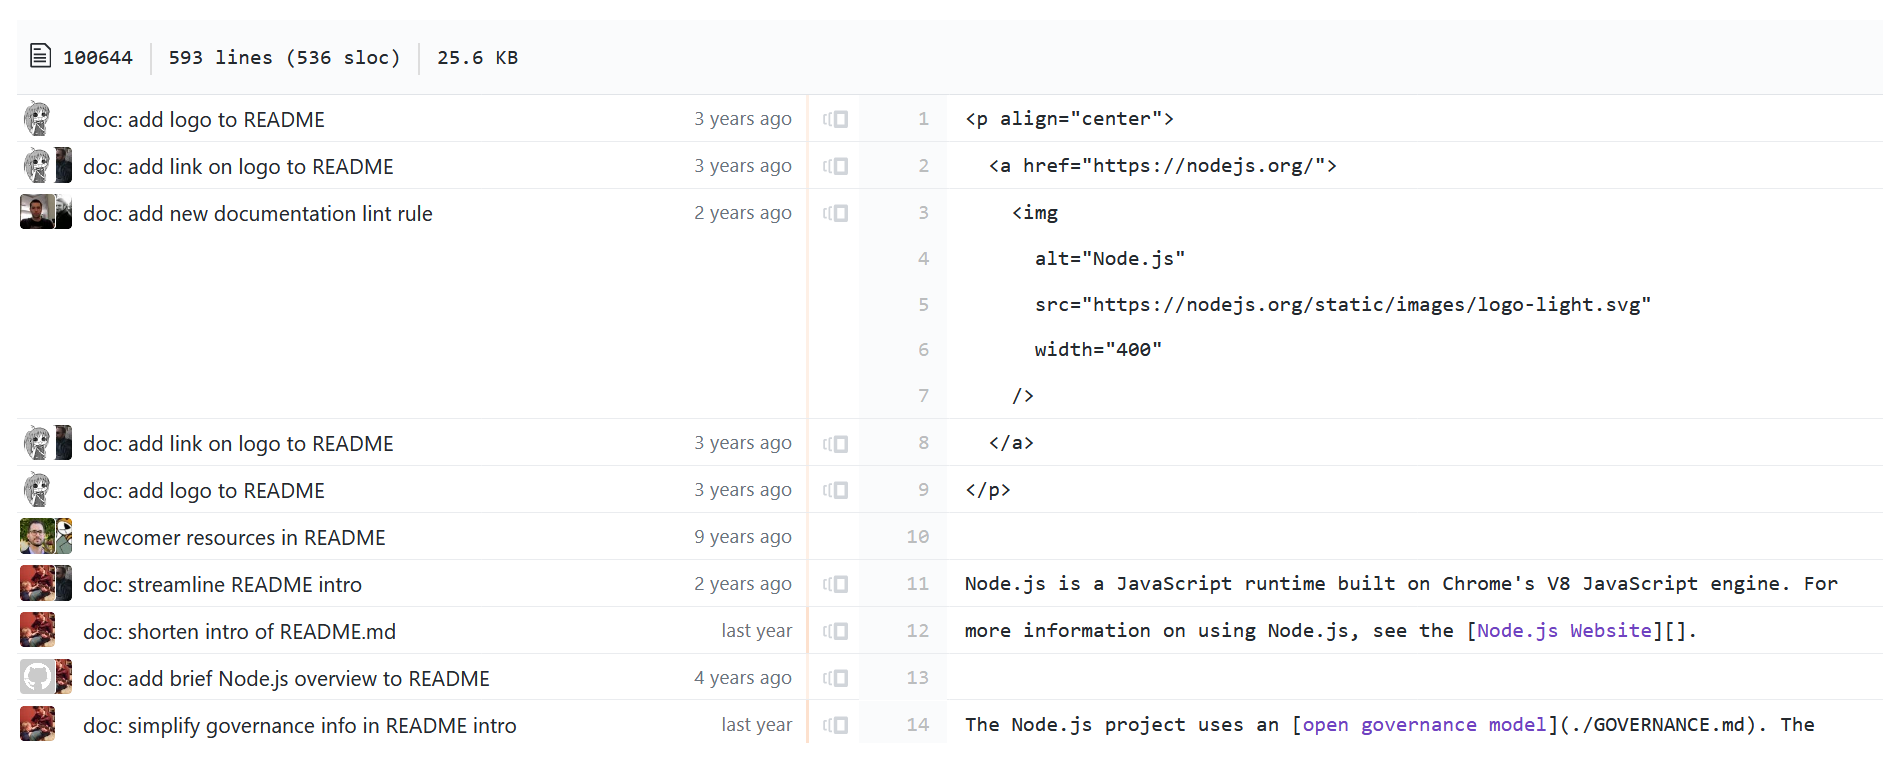 100644 593 lines (536 sloc) 25.6 KB
doc: add logo to README 3 years ago 1 <p align="center">
doc: add link on logo to README 3 years ago 2 <a href="https://nodejs.org/">
doc: add new documentation lint rule 2 years ago 3 <img
4 alt="Node.js"
5 src="https://nodejs.org/static/images/logo-light.svg"
6 width="400"
7 />
doc: add link on logo to README 3 years ago 8 </a>
doc: add logo to README 3 years ago 9 </p>
newcomer resources in README 9 years ago 10
doc: streamline README intro 2 years ago 11 Node.js is a JavaScript runtime built on Chrome's V8 JavaScript engine. For
doc: shorten intro of README.md last year 12 more information on using Node.js, see the [Node.js Website][].
doc: add brief Node.js overview to README 4 years ago 13
doc: simplify governance info in README intro last year 14 The Node.js project uses an [open governance model](./GOVERNANCE.md). The